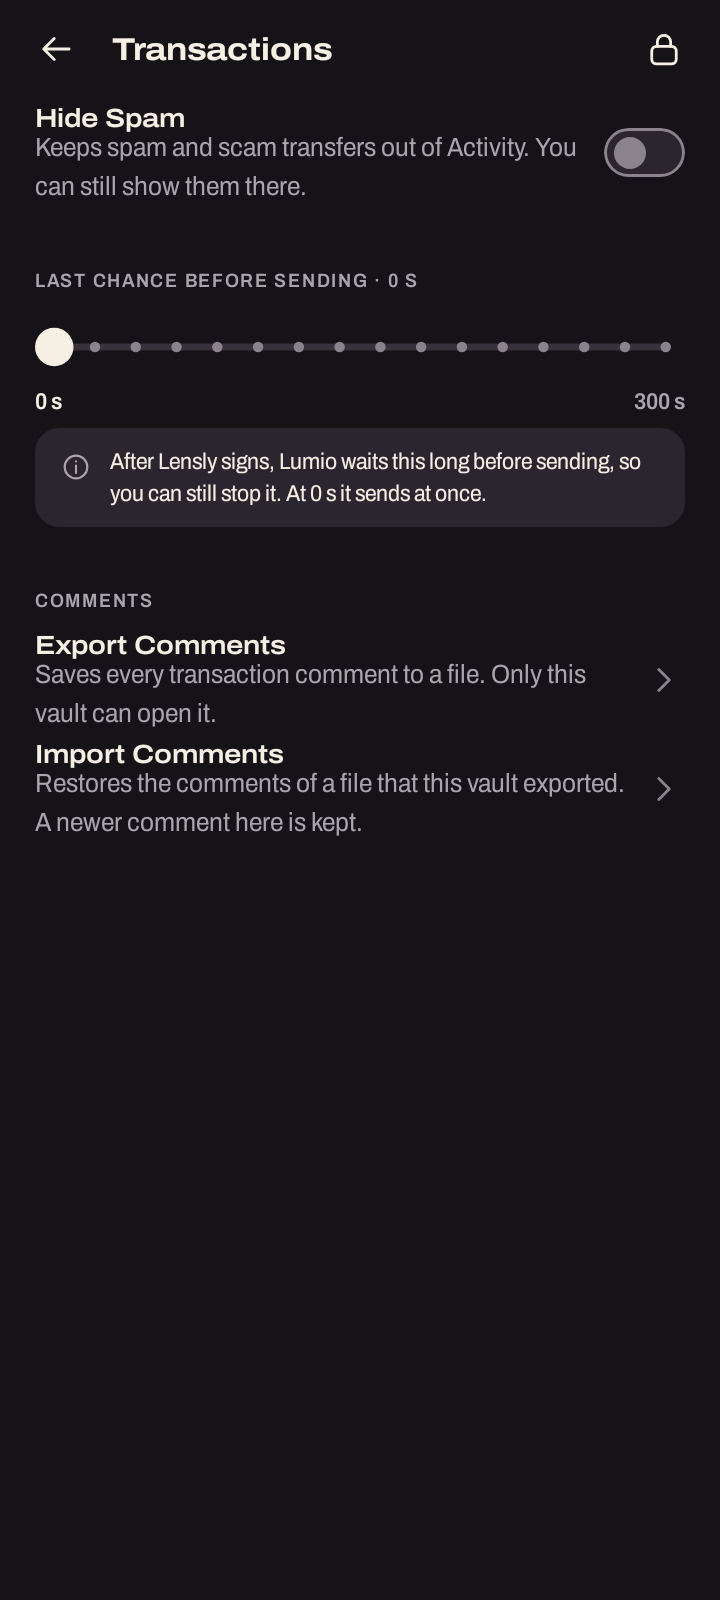 Transactions
Hide Spam
Keeps spam and scam transfers out of Activity. You
can still show them there.
LAST CHANCE BEFORE SENDING · 0 S
0 s
300 s
After Lensly signs, Lumio waits this long before sending, so
you can still stop it. At 0 s it sends at once.
COMMENTS
Export Comments
Saves every transaction comment to a file. Only this
vault can open it.
Import Comments
Restores the comments of a file that this vault exported.
A newer comment here is kept.